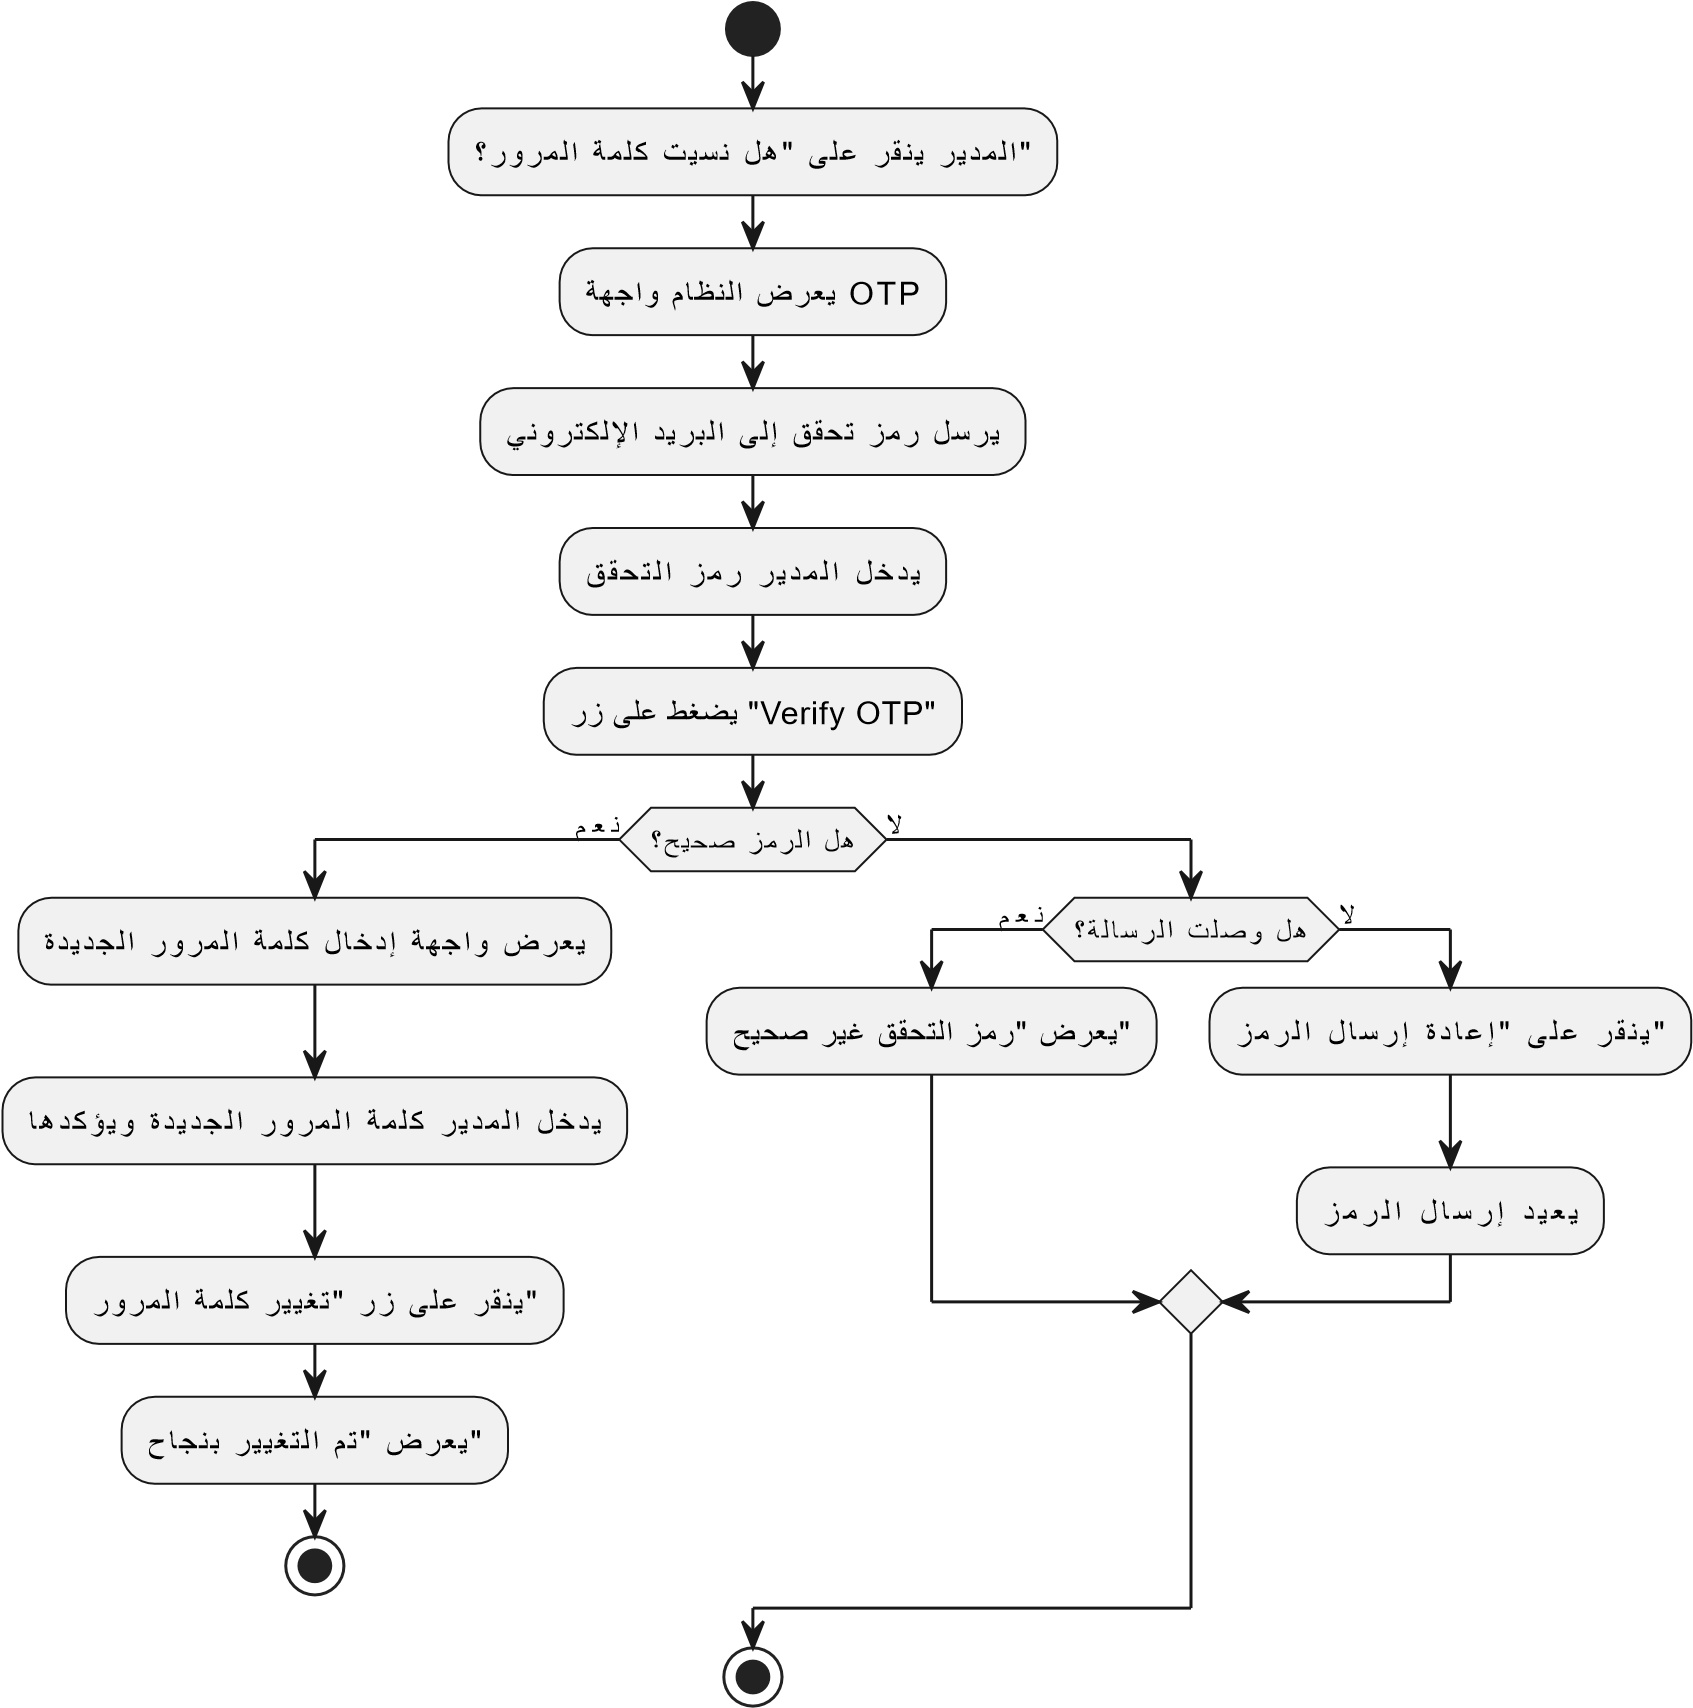 المدير ينقر على "هل نسيت كلمة المرور؟"
يعرض النظام واجهة OTP
يرسل رمز تحقق إلى البريد الإلكتروني
يدخل المدير رمز التحقق
يضغط على زر "Verify OTP"
هل الرمز صحيح؟
نعم
لا
يعرض واجهة إدخال كلمة المرور الجديدة
يدخل المدير كلمة المرور الجديدة ويؤكدها
ينقر على زر "تغيير كلمة المرور"
يعرض "تم التغيير بنجاح"
هل وصلت الرسالة؟
نعم
لا
يعرض "رمز التحقق غير صحيح"
ينقر على "إعادة إرسال الرمز"
يعيد إرسال الرمز